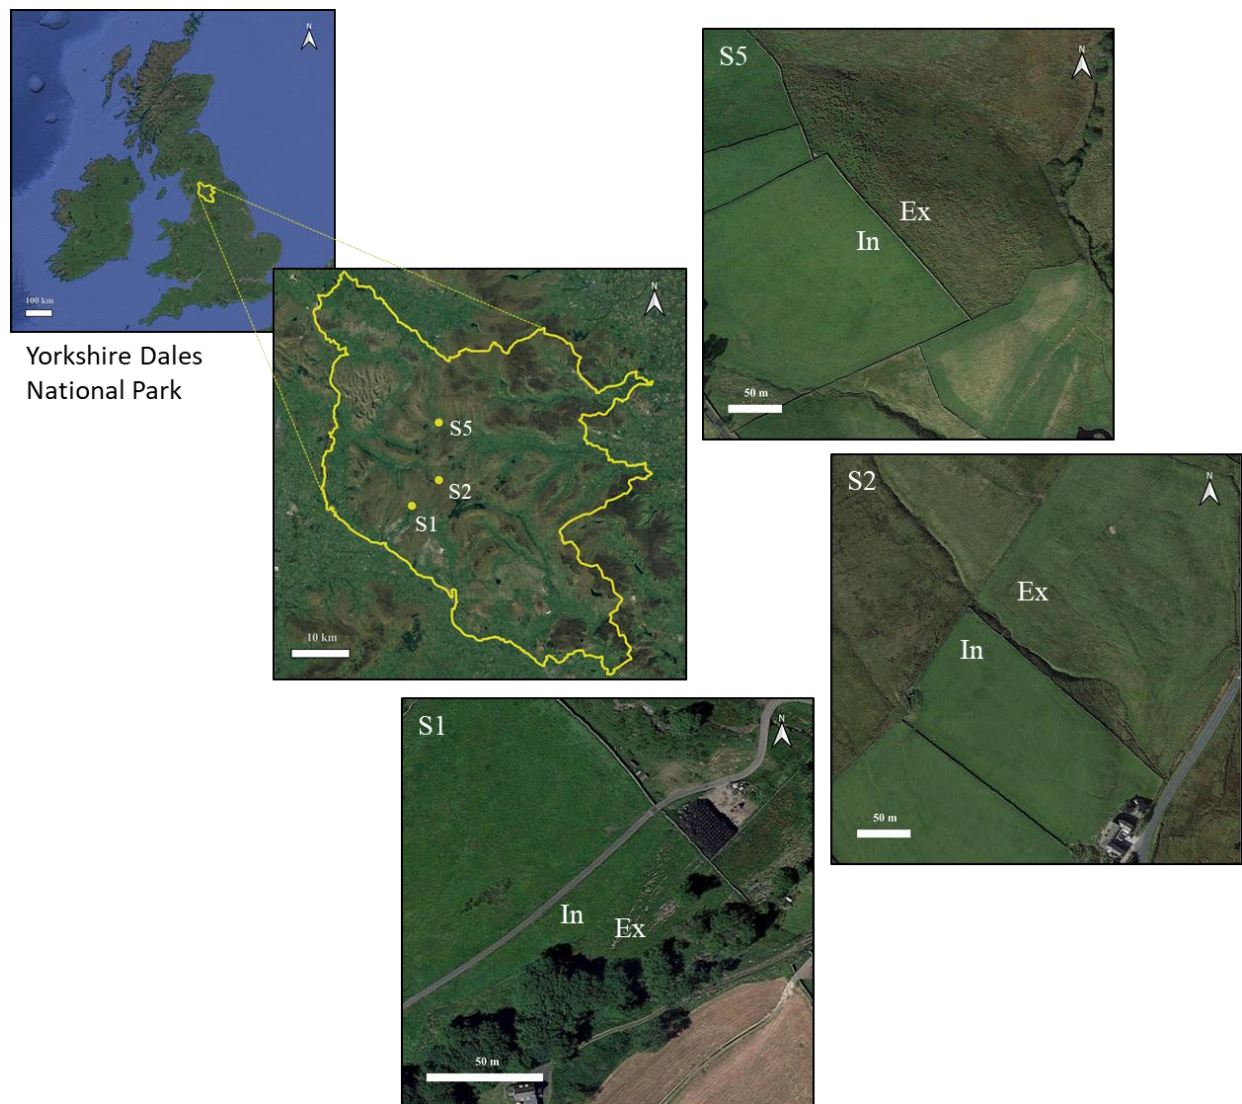 N
100 km
Yorkshire Dales
National Park
N
S5
S2
S1
10 km
S5
N
Ex
In
50 m
S2
N
Ex
In
50 m
S1
N
In
Ex
50 m